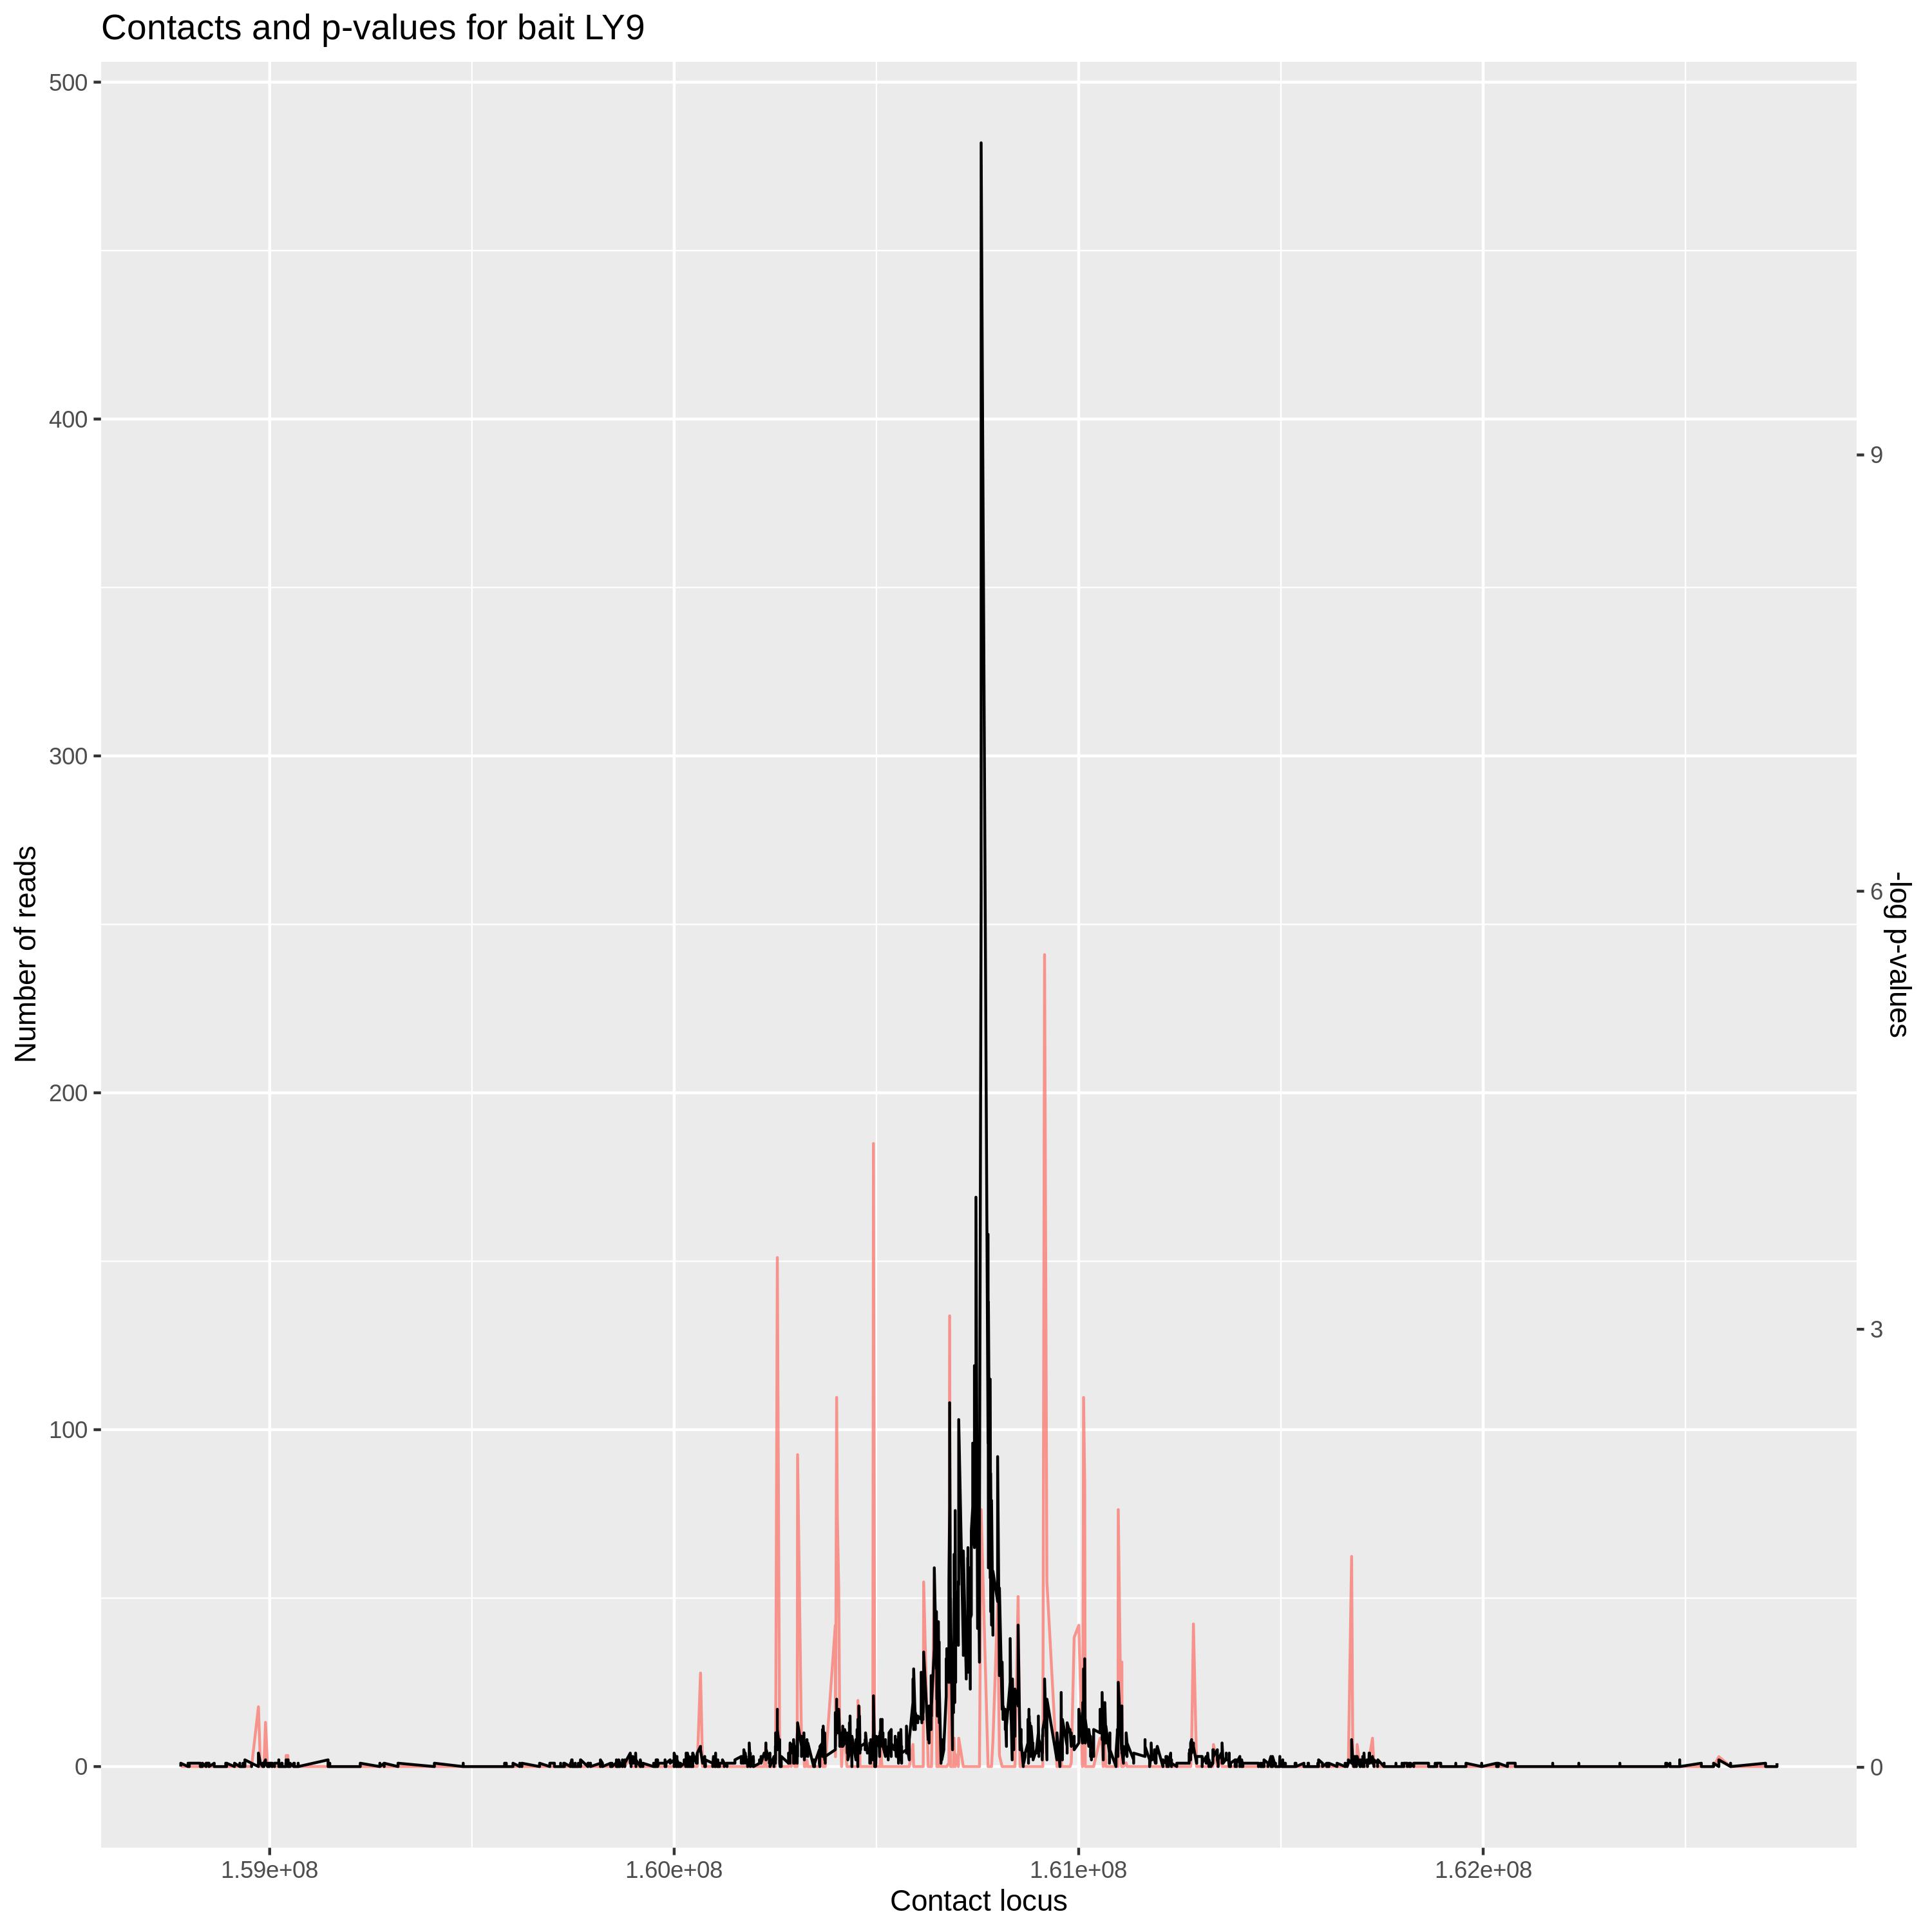 Contacts and p-values for bait LY9
500
400
300
200
100
0
Number of reads
9
6
3
0
-log p-values
1.59e+08
1.60e+08
1.61e+08
1.62e+08
Contact locus